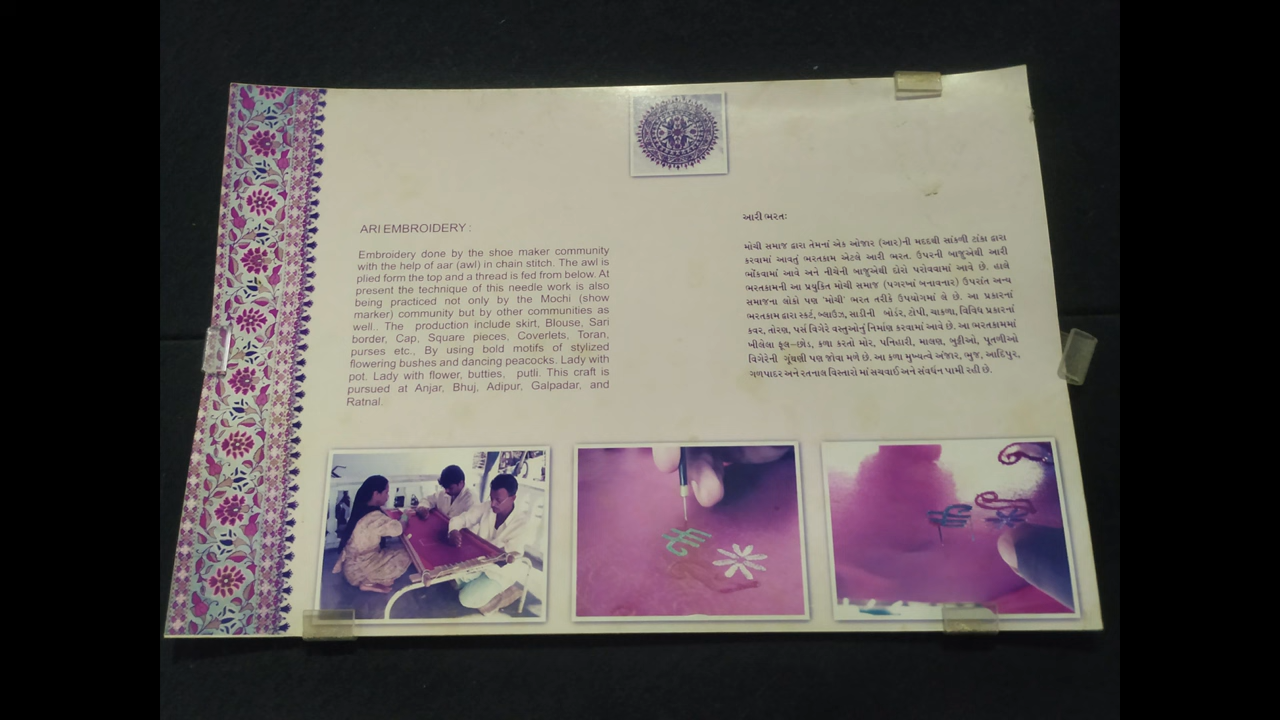 ARI EMBROIDERY :
Embroidery done by the shoe maker community
with the help of aar (awl) in chain stitch. The awl is
plied form the top and a thread is fed from below. At
present the technique of this needle work is also
being practiced not only by the Mochi (show
marker) community but by other communities as
well.. The production include skirt, Blouse, Sari
border, Cap, Square pieces, Coverlets, Toran,
purses etc., By using bold motifs of stylized
flowering bushes and dancing peacocks. Lady with
pot. Lady with flower, butties, putli. This craft is
pursued at Anjar, Bhuj, Adipur, Galpadar, and
Ratnal.
આરી ભરતઃ
મોચી સમાજ દ્વારા તેમનાં એક ઓજાર (આર)ની મદદથી સાંકળી ટાંકા દ્વારા
કરવામાં આવતું ભરતકામ એટલે આરી ભરત. ઉપરની બાજુએથી આરી
ભોંકવામાં આવે અને નીચેની બાજુએથી દોરો પરોવવામાં આવે છે. હાલે
ભરતકામની આ પ્રયુક્તિ મોચી સમાજ (પગરખાં બનાવનાર) ઉપરાંત અન્ય
સમાજના લોકો પણ 'મોચી' ભરત તરીકે ઉપયોગમાં લે છે. આ પ્રકારનાં
ભરતકામ દ્વારા સ્કર્ટ, બ્લાઉઝ, સાડીની બોર્ડર, ટોપી, ચાકળા, વિવિધ પ્રકારનાં
કવર, તોરણ, પર્સ વિગેરે વસ્તુઓનું નિર્માણ કરવામાં આવે છે. આ ભરતકામમાં
ખીલેલા ફૂલ-છોડ, કળા કરતો મોર, પનિહારી, માલણ, બુટ્ટીઓ, પૂતળીઓ
વિગેરેની ગૂંથણી પણ જોવા મળે છે. આ કળા મુખ્યત્વે અંજાર, ભુજ, આદિપુર,
ગળપાદર અને રતનાલ વિસ્તારો માં સચવાઈ અને સંવર્ધન પામી રહી છે.